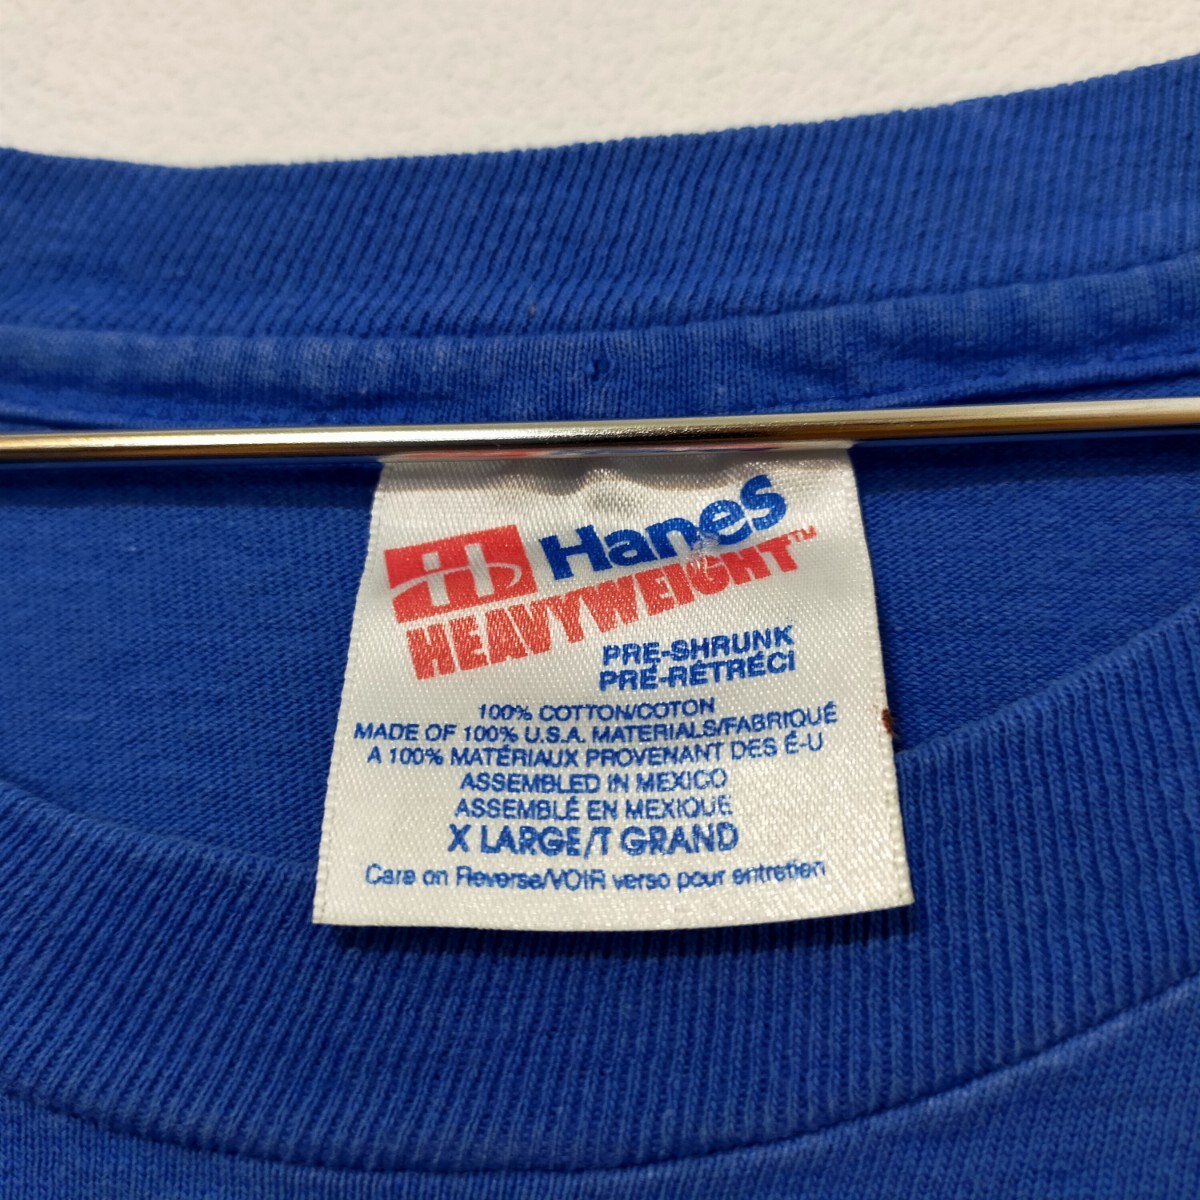 Hanes
HEAVYWEIGHT™
PRE-SHRUNK
PRÉ-RÉTRÉCI
100% COTTON/COTON
MADE OF 100% U.S.A. MATERIALS/FABRIQUÉ
A 100% MATÉRIAUX PROVENANT DES É-U
ASSEMBLED IN MEXICO
ASSEMBLÉ EN MEXIQUE
X LARGE/T GRAND
Care on Reverse/VOIR verso pour entretien